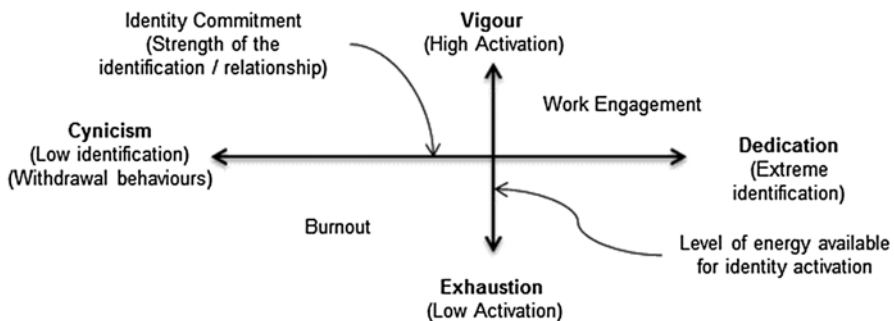 Identity Commitment
(Strength of the
identification / relationship)
Vigour
(High Activation)
Work Engagement
Cynicism
(Low identification)
(Withdrawal behaviours)
Dedication
(Extreme
identification)
Burnout
Level of energy available
for identity activation
Exhaustion
(Low Activation)